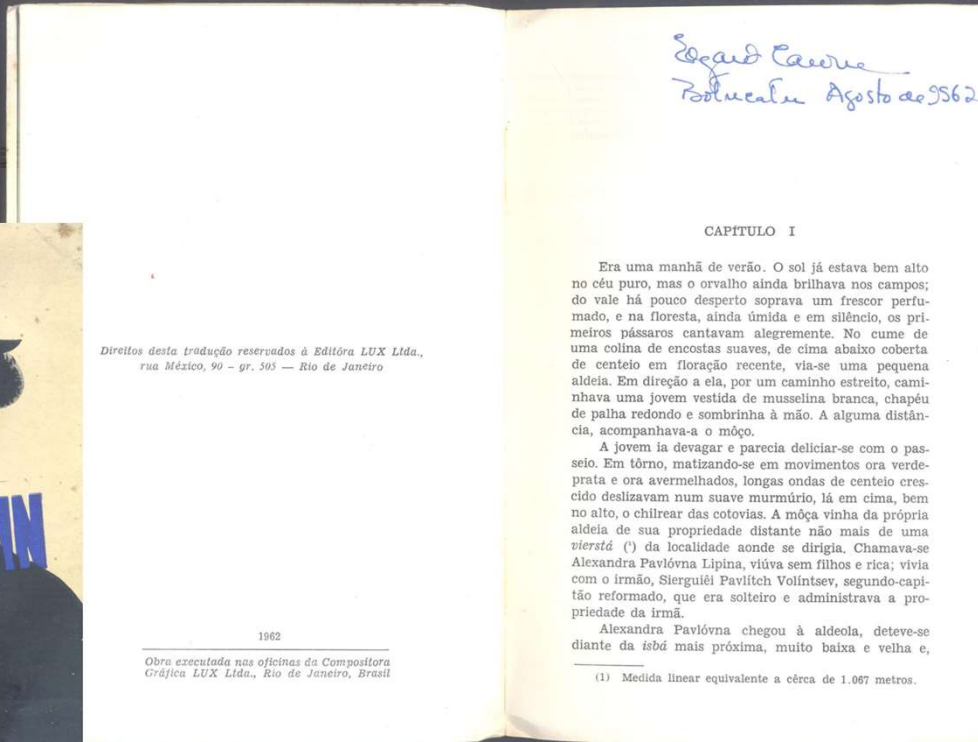 IN
Direitos desta tradução reservados à Editôra LUX Ltda.,
rua México, 90 – gr. 505 — Rio de Janeiro
1962
Obra executada nas oficinas da Compositora
Gráfica LUX Ltda., Rio de Janeiro, Brasil
Edgard
Botucatu Agosto de 1962
CAPÍTULO I
Era uma manhã de verão. O sol já estava bem alto
no céu puro, mas o orvalho ainda brilhava nos campos;
do vale há pouco desperto soprava um frescor perfu-
mado, e na floresta, ainda úmida e em silêncio, os pri-
meiros pássaros cantavam alegremente. No cume de
uma colina de encostas suaves, de cima abaixo coberta
de centeio em floração recente, via-se uma pequena
aldeia. Em direção a ela, por um caminho estreito, cami-
nhava uma jovem vestida de musselina branca, chapéu
de palha redondo e sombrinha à mão. A alguma distân-
cia, acompanhava-a o môço.
A jovem ia devagar e parecia deliciar-se com o pas-
seio. Em tôrno, matizando-se em movimentos ora verde-
prata e ora avermelhados, longas ondas de centeio cres-
cido deslizavam num suave murmúrio, lá em cima, bem
no alto, o chilrear das cotovias. A môça vinha da própria
aldeia de sua propriedade distante não mais de uma
vierstá (¹) da localidade aonde se dirigia. Chamava-se
Alexandra Pavlóvna Lipina, viúva sem filhos e rica; vivia
com o irmão, Sierguiêi Pavlítch Volíntsev, segundo-capi-
tão reformado, que era solteiro e administrava a pro-
priedade da irmã.
Alexandra Pavlóvna chegou à aldeola, deteve-se
diante da isbá mais próxima, muito baixa e velha e,
(1) Medida linear equivalente a cêrca de 1.067 metros.